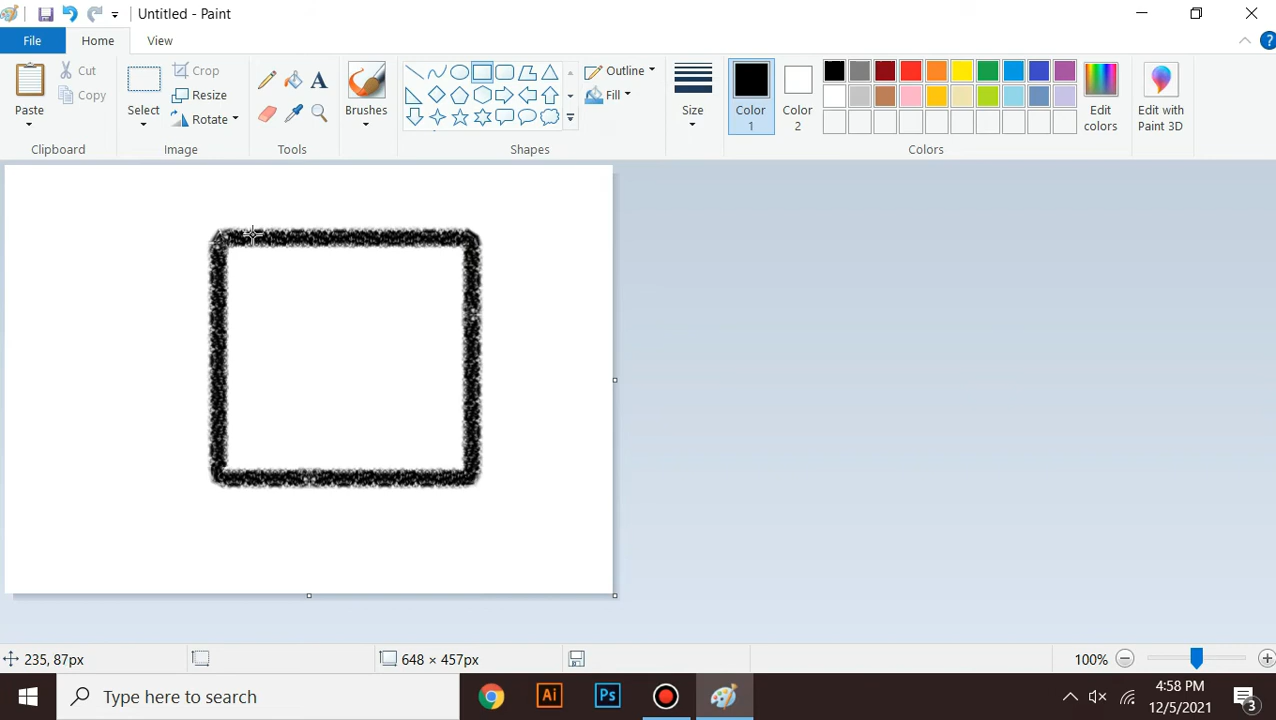 Untitled - Paint
File Home View
Paste
Cut
Copy
Clipboard
Select
Crop
Resize
Rotate
Image
A
Tools
Brushes
Outline
Fill
Shapes
Size
Color 1
Color 2
Edit colors
Colors
Edit with Paint 3D
?
235, 87px
648 × 457px
100%
Type here to search
Ai
Ps
4:58 PM
12/5/2021
3